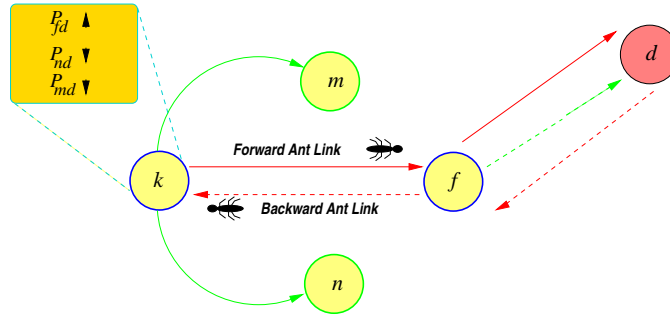 P_fd
P_nd
P_md
m
d
Forward Ant Link
k
f
Backward Ant Link
n